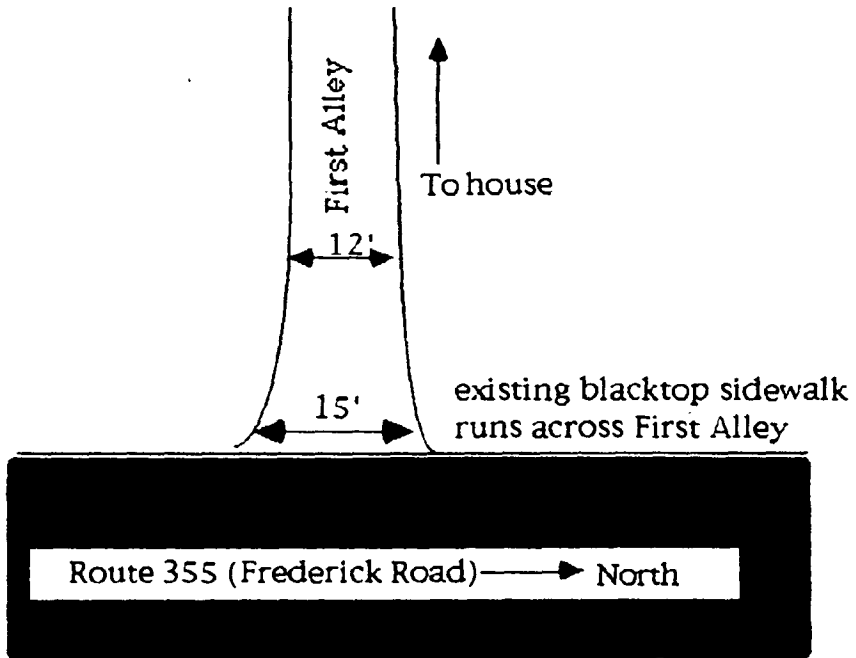 First Alley
To house
12'
15'
existing blacktop sidewalk
runs across First Alley
Route 355 (Frederick Road)
North